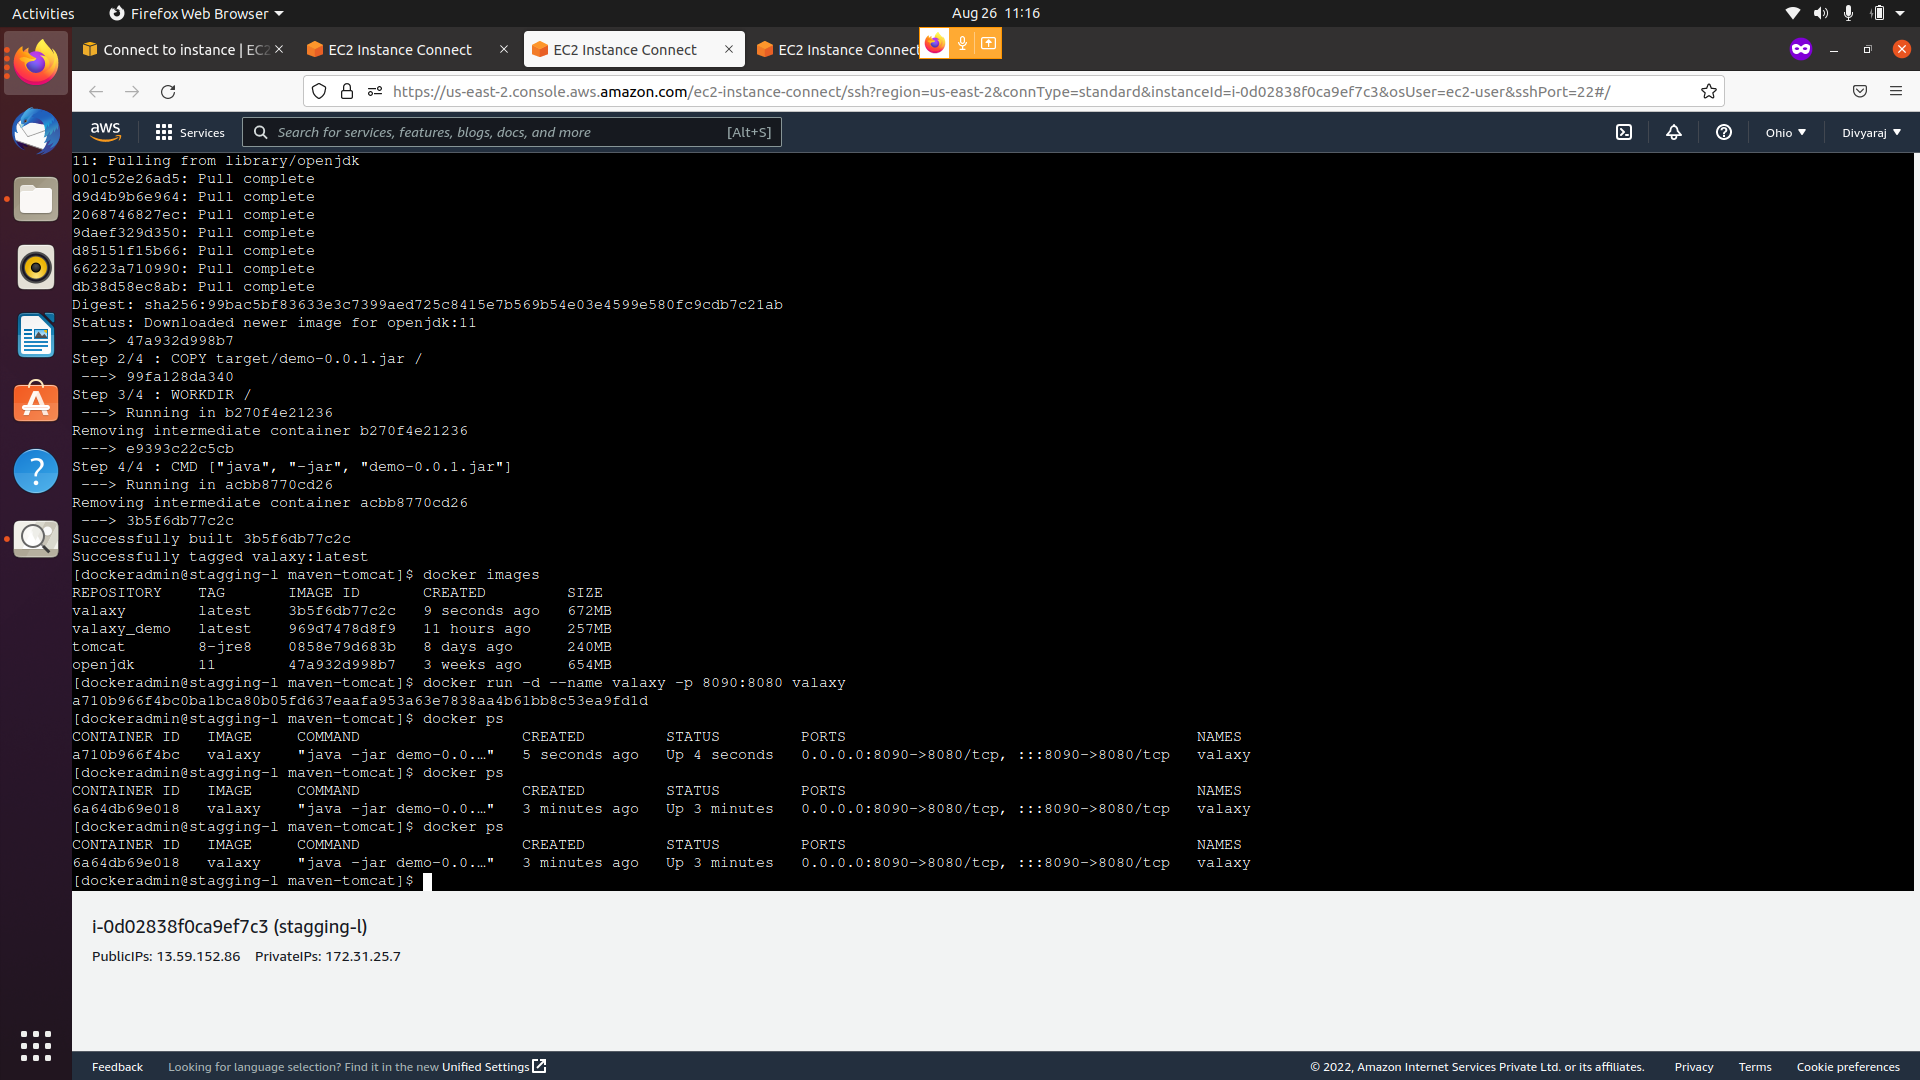 Activities
Firefox Web Browser
Aug 26 11:16
Connect to instance | EC2
EC2 Instance Connect
EC2 Instance Connect
EC2 Instance Connect
https://us-east-2.console.aws.amazon.com/ec2-instance-connect/ssh?region=us-east-2&connType=standard&instanceId=i-0d02838f0ca9ef7c3&osUser=ec2-user&sshPort=22#/
aws
Services
Search for services, features, blogs, docs, and more
[Alt+S]
Ohio
Divyaraj
11: Pulling from library/openjdk
001c52e26ad5: Pull complete
d9d4b9b6e964: Pull complete
2068746827ec: Pull complete
9daef329d350: Pull complete
d85151f15b66: Pull complete
66223a710990: Pull complete
db38d58ec8ab: Pull complete
Digest: sha256:99bac5bf83633e3c7399aed725c8415e7b569b54e03e4599e580fc9cdb7c21ab
Status: Downloaded newer image for openjdk:11
 ---> 47a932d998b7
Step 2/4 : COPY target/demo-0.0.1.jar /
 ---> 99fa128da340
Step 3/4 : WORKDIR /
 ---> Running in b270f4e21236
Removing intermediate container b270f4e21236
 ---> e9393c22c5cb
Step 4/4 : CMD ["java", "-jar", "demo-0.0.1.jar"]
 ---> Running in acbb8770cd26
Removing intermediate container acbb8770cd26
 ---> 3b5f6db77c2c
Successfully built 3b5f6db77c2c
Successfully tagged valaxy:latest
[dockeradmin@stagging-l maven-tomcat]$ docker images
REPOSITORY    TAG       IMAGE ID       CREATED         SIZE
valaxy        latest    3b5f6db77c2c   9 seconds ago   672MB
valaxy_demo   latest    969d7478d8f9   11 hours ago    257MB
tomcat        8-jre8    0858e79d683b   8 days ago      240MB
openjdk       11        47a932d998b7   3 weeks ago     654MB
[dockeradmin@stagging-l maven-tomcat]$ docker run -d --name valaxy -p 8090:8080 valaxy
a710b966f4bc0ba1bca80b05fd637eaafa953a63e7838aa4b61bb8c53ea9fd1d
[dockeradmin@stagging-l maven-tomcat]$ docker ps
CONTAINER ID   IMAGE     COMMAND                  CREATED         STATUS         PORTS                                       NAMES
a710b966f4bc   valaxy    "java -jar demo-0.0.…"   5 seconds ago   Up 4 seconds   0.0.0.0:8090->8080/tcp, :::8090->8080/tcp   valaxy
[dockeradmin@stagging-l maven-tomcat]$ docker ps
CONTAINER ID   IMAGE     COMMAND                  CREATED         STATUS         PORTS                                       NAMES
6a64db69e018   valaxy    "java -jar demo-0.0.…"   3 minutes ago   Up 3 minutes   0.0.0.0:8090->8080/tcp, :::8090->8080/tcp   valaxy
[dockeradmin@stagging-l maven-tomcat]$ docker ps
CONTAINER ID   IMAGE     COMMAND                  CREATED         STATUS         PORTS                                       NAMES
6a64db69e018   valaxy    "java -jar demo-0.0.…"   3 minutes ago   Up 3 minutes   0.0.0.0:8090->8080/tcp, :::8090->8080/tcp   valaxy
[dockeradmin@stagging-l maven-tomcat]$
i-0d02838f0ca9ef7c3 (stagging-l)
PublicIPs: 13.59.152.86    PrivateIPs: 172.31.25.7
Feedback
Looking for language selection? Find it in the new Unified Settings
© 2022, Amazon Internet Services Private Ltd. or its affiliates.
Privacy
Terms
Cookie preferences